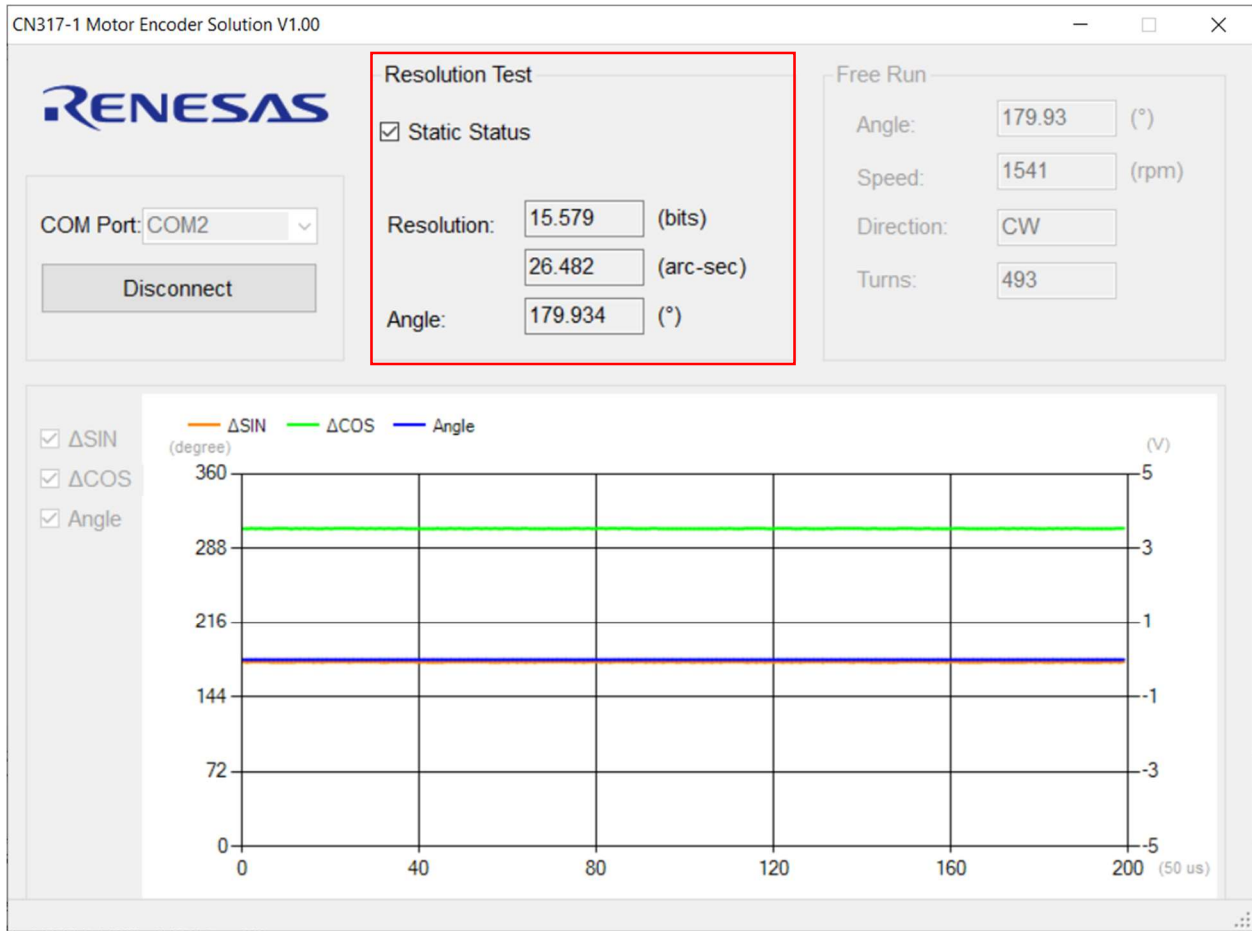 CN317-1 Motor Encoder Solution V1.00
RENESAS
COM Port: COM2
Disconnect
Resolution Test
Static Status
Resolution: 15.579 (bits)
26.482 (arc-sec)
Angle: 179.934 (°)
Free Run
Angle: 179.93 (°)
Speed: 1541 (rpm)
Direction: CW
Turns: 493
ΔSIN
ΔCOS
Angle
ΔSIN ΔCOS Angle
(degree) (V)
360 5
288 3
216 1
144 -1
72 -3
0 -5
0 40 80 120 160 200 (50 us)